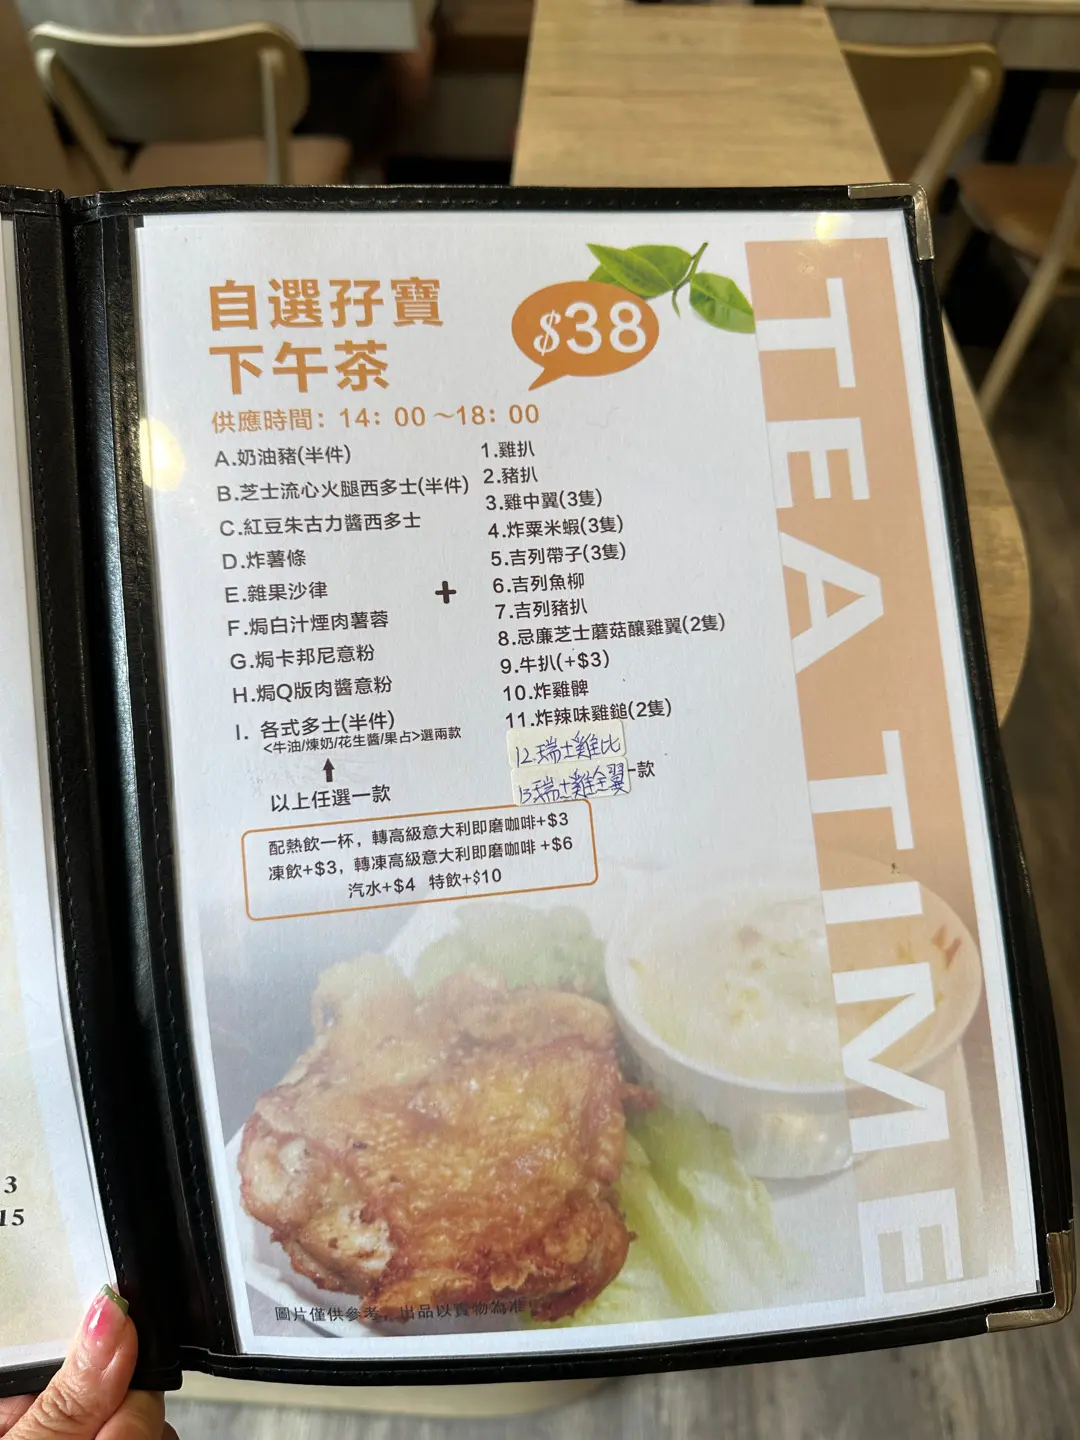 自選孖寶
下午茶
$38
供應時間：14：00～18：00
A.奶油豬(半件)
B.芝士流心火腿西多士(半件)
C.紅豆朱古力醬西多士
D.炸薯條
E.雜果沙律
F.焗白汁煙肉薯蓉
G.焗卡邦尼意粉
H.焗Q版肉醬意粉
I. 各式多士(半件)
<牛油/煉奶/花生醬/果占>選兩款
以上任選一款
+
1.雞扒
2.豬扒
3.雞中翼(3隻)
4.炸粟米蝦(3隻)
5.吉列帶子(3隻)
6.吉列魚柳
7.吉列豬扒
8.忌廉芝士蘑菇釀雞翼(2隻)
9.牛扒(+$3)
10.炸雞髀
11.炸辣味雞鎚(2隻)
12.瑞士雞比
13瑞士雞全翼
一款
配熱飲一杯，轉高級意大利即磨咖啡+$3
凍飲+$3，轉凍高級意大利即磨咖啡+$6
汽水+$4 特飲+$10
TEA TIME
圖片僅供參考，出品以實物為準
3
15